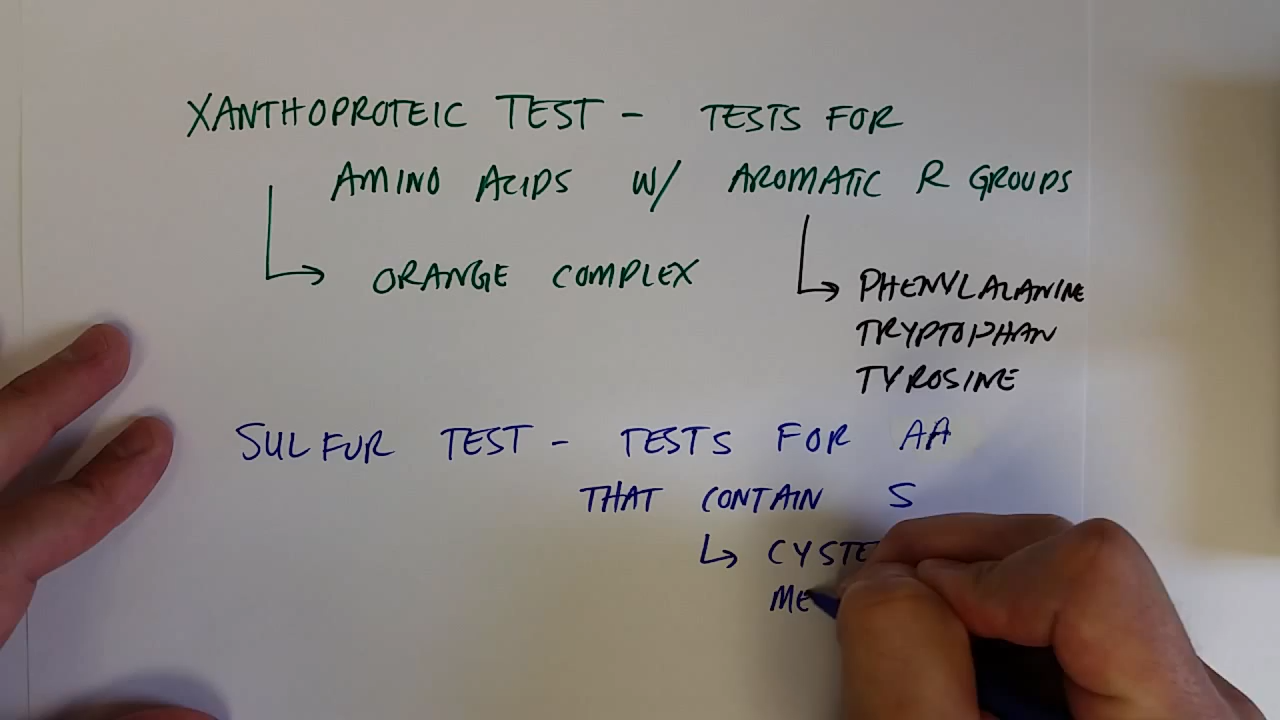 XANTHOPROTEIC TEST - TESTS FOR
AMINO ACIDS W/ AROMATIC R GROUPS
ORANGE COMPLEX
PHENYLALANINE
TRYPTOPHAN
TYROSINE
SULFUR TEST - TESTS FOR AA
THAT CONTAIN S
CYSTE
ME